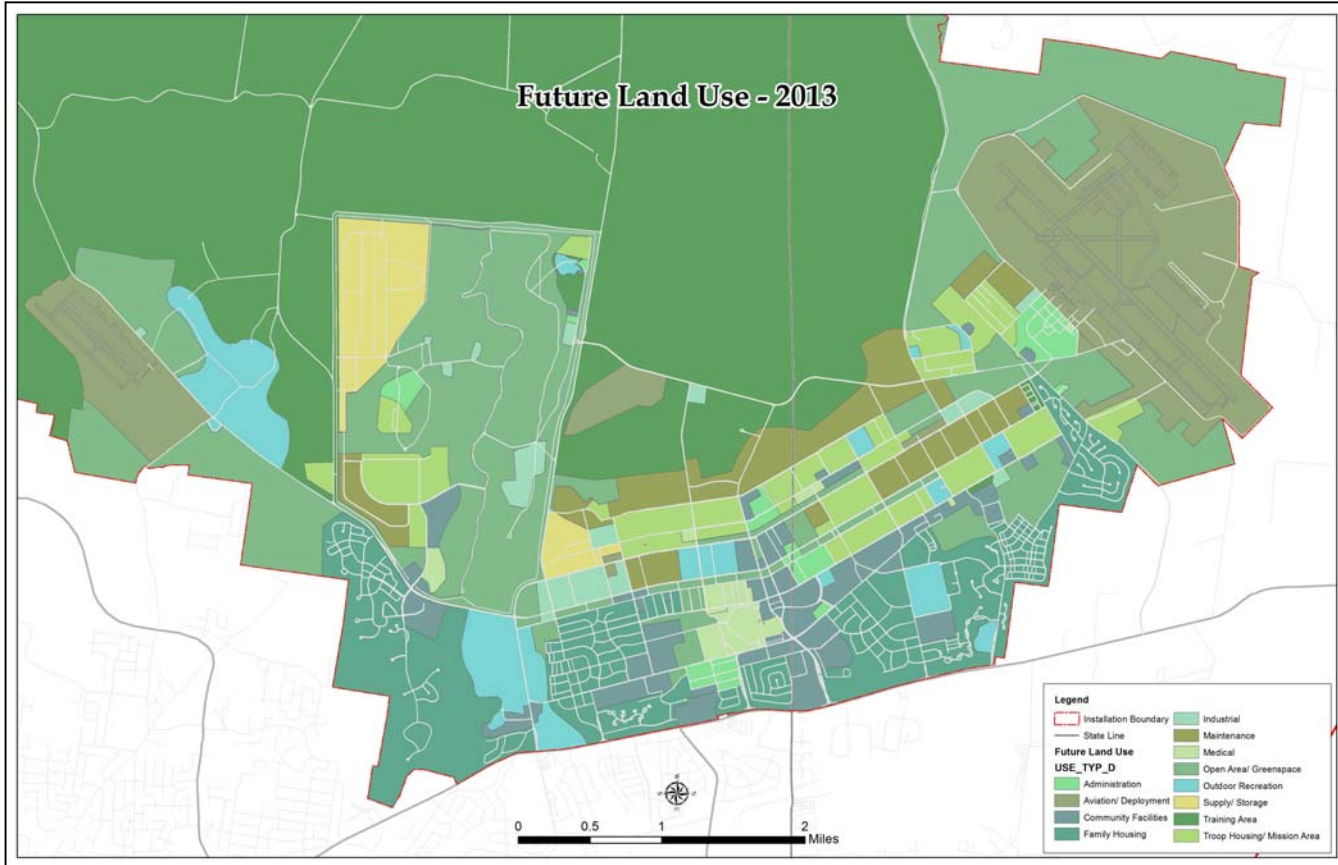 Future Land Use - 2013
Legend
Installation Boundary
State Line
Future Land Use
USE_TYP_D
Administration
Aviation/ Deployment
Community Facilities
Family Housing
Industrial
Maintenance
Medical
Open Area/ Greenspace
Outdoor Recreation
Supply/ Storage
Training Area
Troop Housing/ Mission Area
0 0.5 1 2
Miles